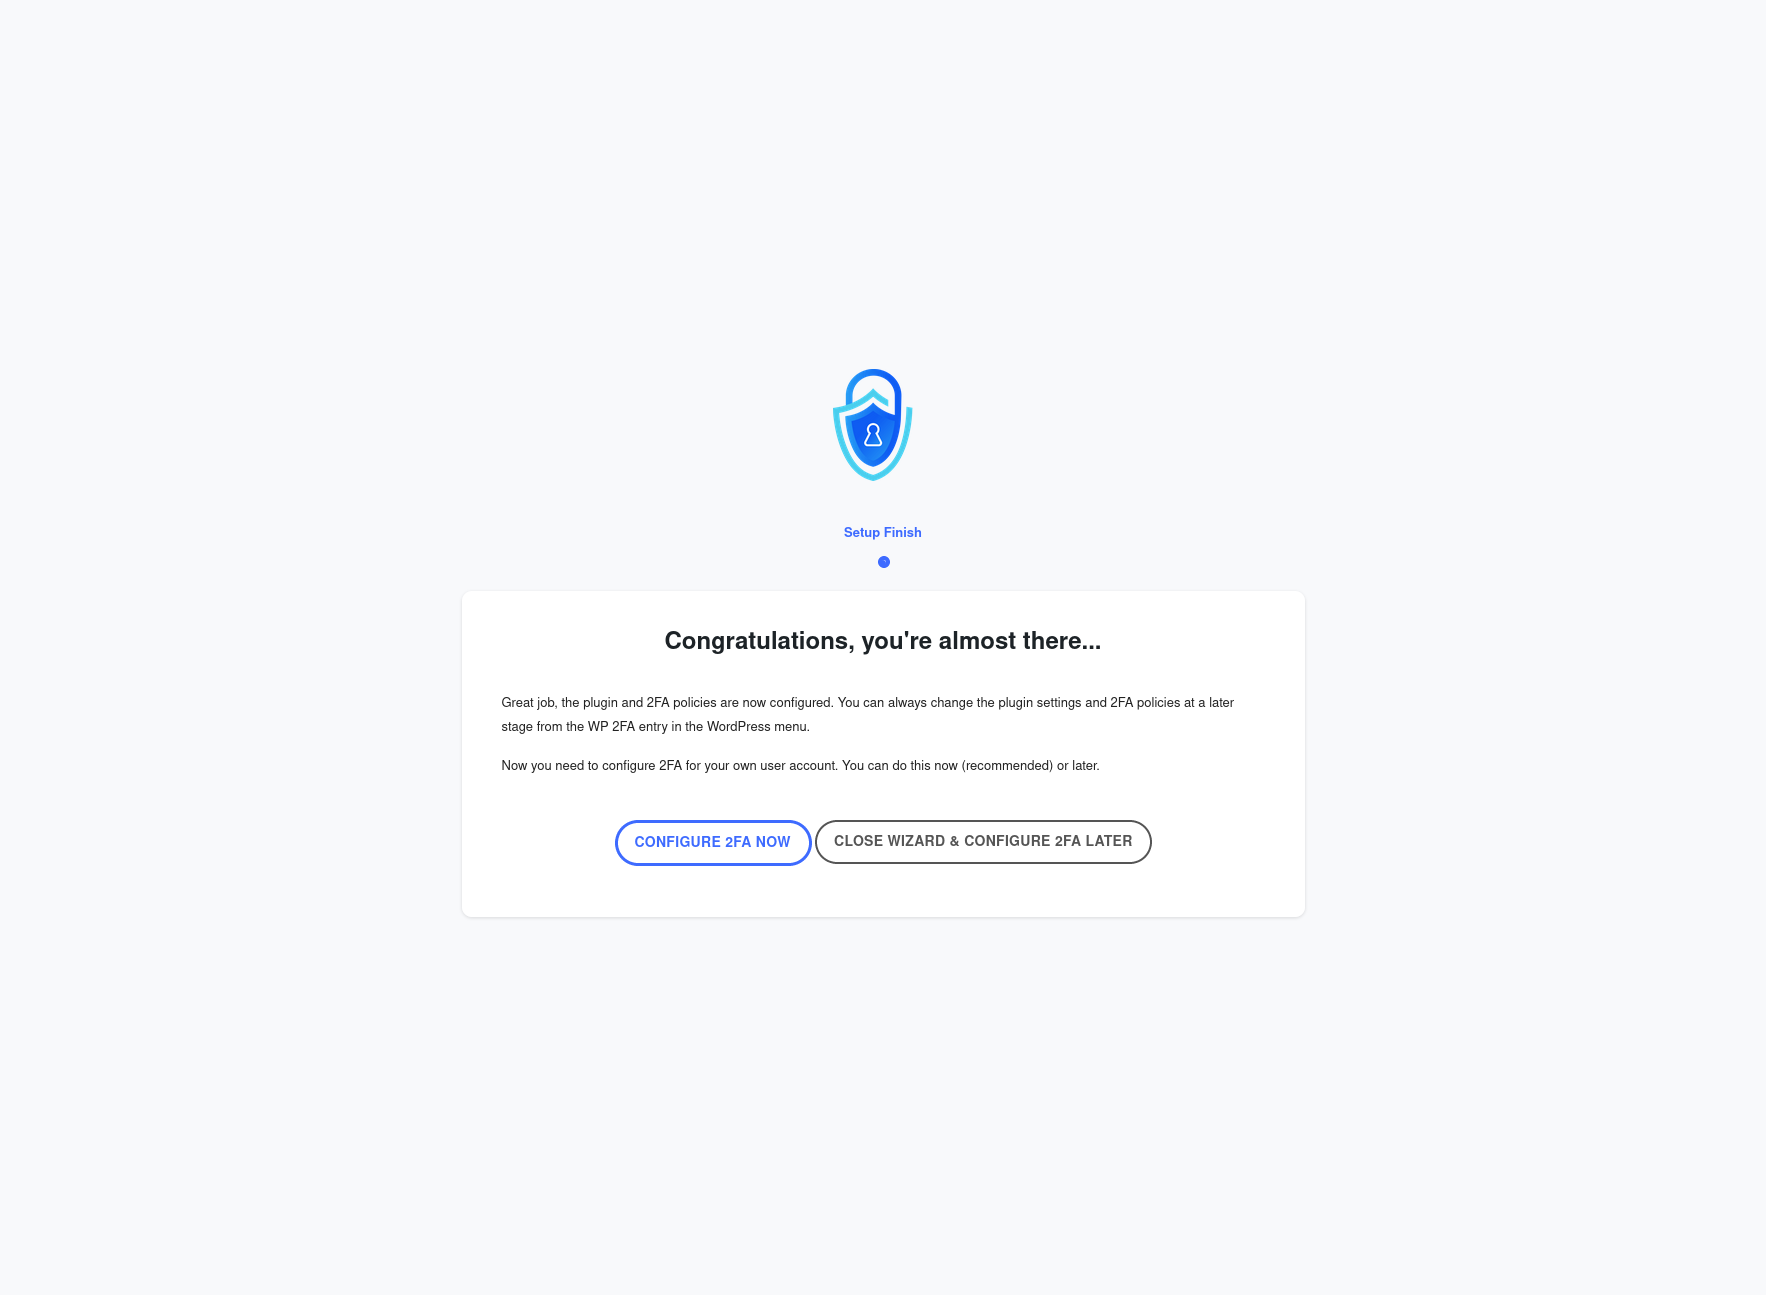 Setup Finish
Congratulations, you're almost there...
Great job, the plugin and 2FA policies are now configured. You can always change the plugin settings and 2FA policies at a later
stage from the WP 2FA entry in the WordPress menu.
Now you need to configure 2FA for your own user account. You can do this now (recommended) or later.
CONFIGURE 2FA NOW CLOSE WIZARD & CONFIGURE 2FA LATER